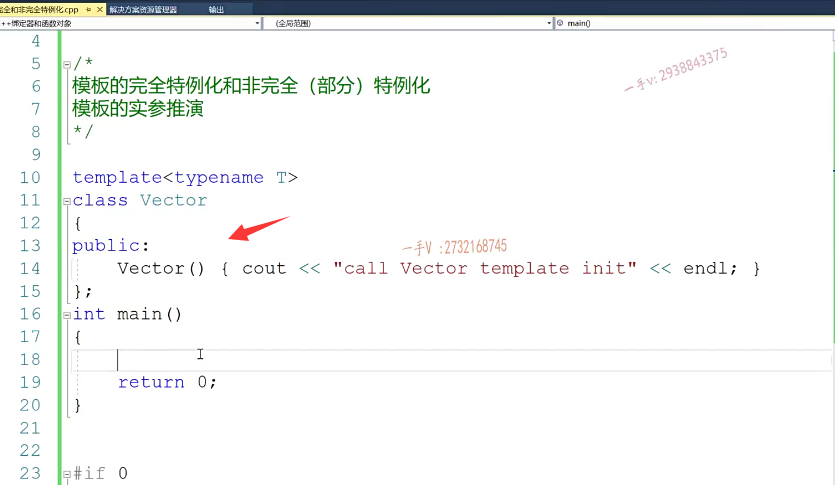 完全和非完全特例化.cpp 解决方案资源管理器 输出
++绑定器和函数对象 (全局范围) main()
4
5 /*
6 模板的完全特例化和非完全（部分）特例化
7 模板的实参推演
8 */
9
10 template<typename T>
11 class Vector
12 {
13 public:
14 Vector() { cout << "call Vector template init" << endl; }
15 };
16 int main()
17 {
18
19 return 0;
20 }
21
22
23 #if 0
一手v: 2938843375
一手V :2732168745